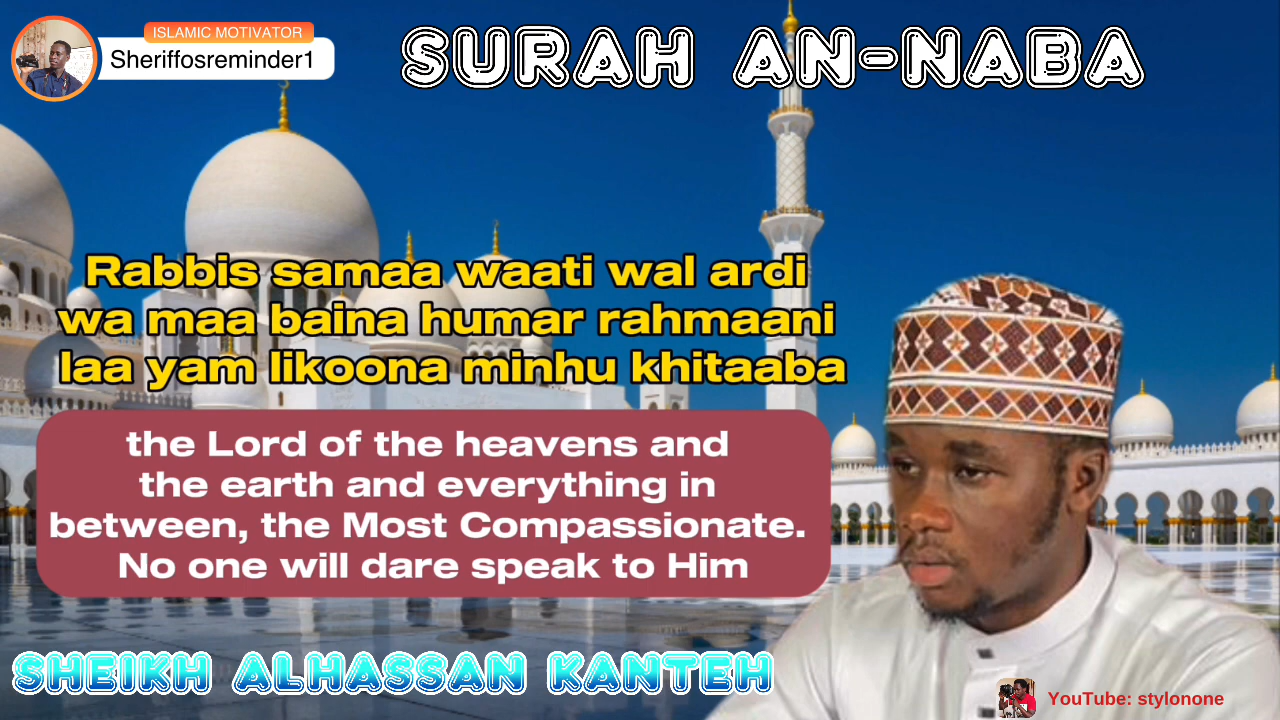 ISLAMIC MOTIVATOR
Sheriffosreminder1
SURAH AN-NABA
Rabbis samaa waati wal ardi
wa maa baina humar rahmaani
laa yam likoona minhu khitaaba
the Lord of the heavens and
the earth and everything in
between, the Most Compassionate.
No one will dare speak to Him
SHEIKH ALHASSAN KANTEH
YouTube: stylonone